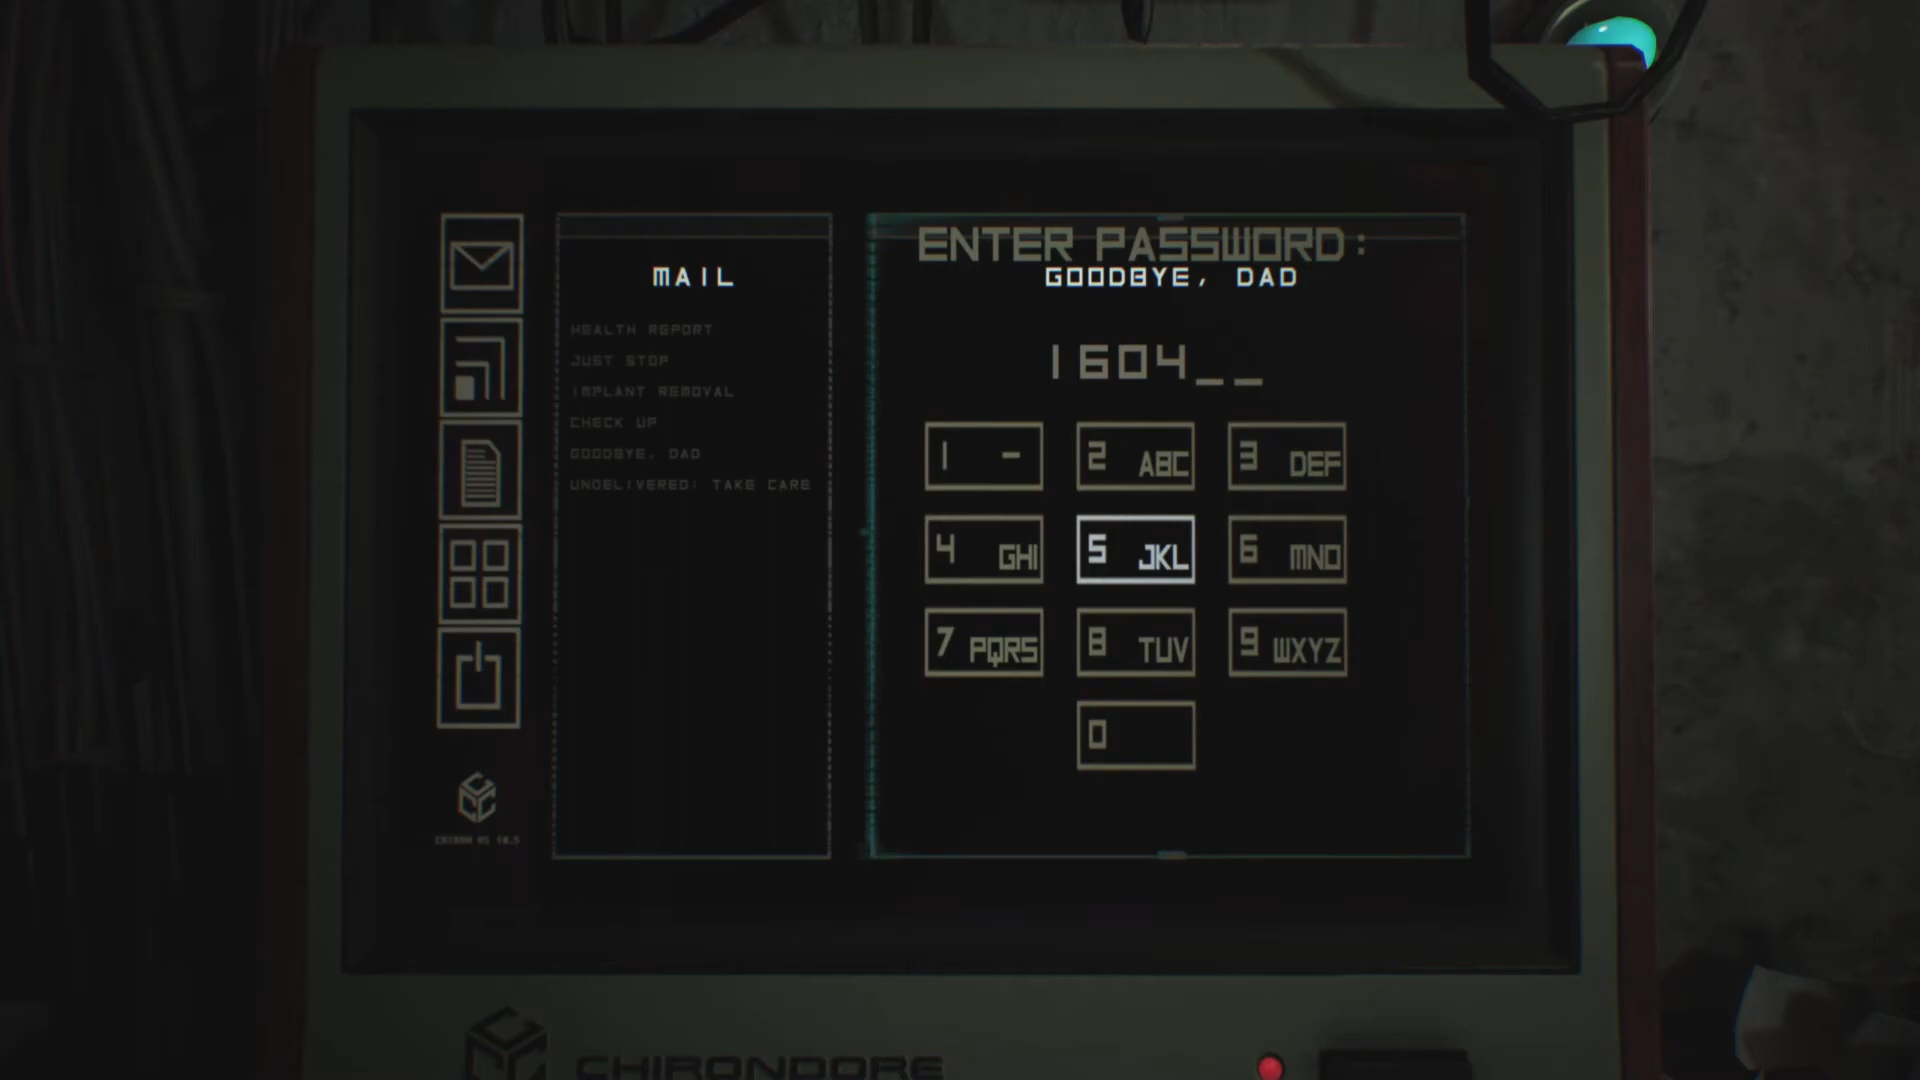 ENTER PASSWORD:
MAIL
GOODBYE, DAD
HEALTH REPORT
JUST STOP
IMPLANT REMOVAL
CHECK UP
GOODBYE, DAD
UNDELIVERED: TAKE CARE
1604__
1 -
2 ABC
3 DEF
4 GHI
5 JKL
6 MNO
7 PQRS
8 TUV
9 WXYZ
0
CHIRONDORE